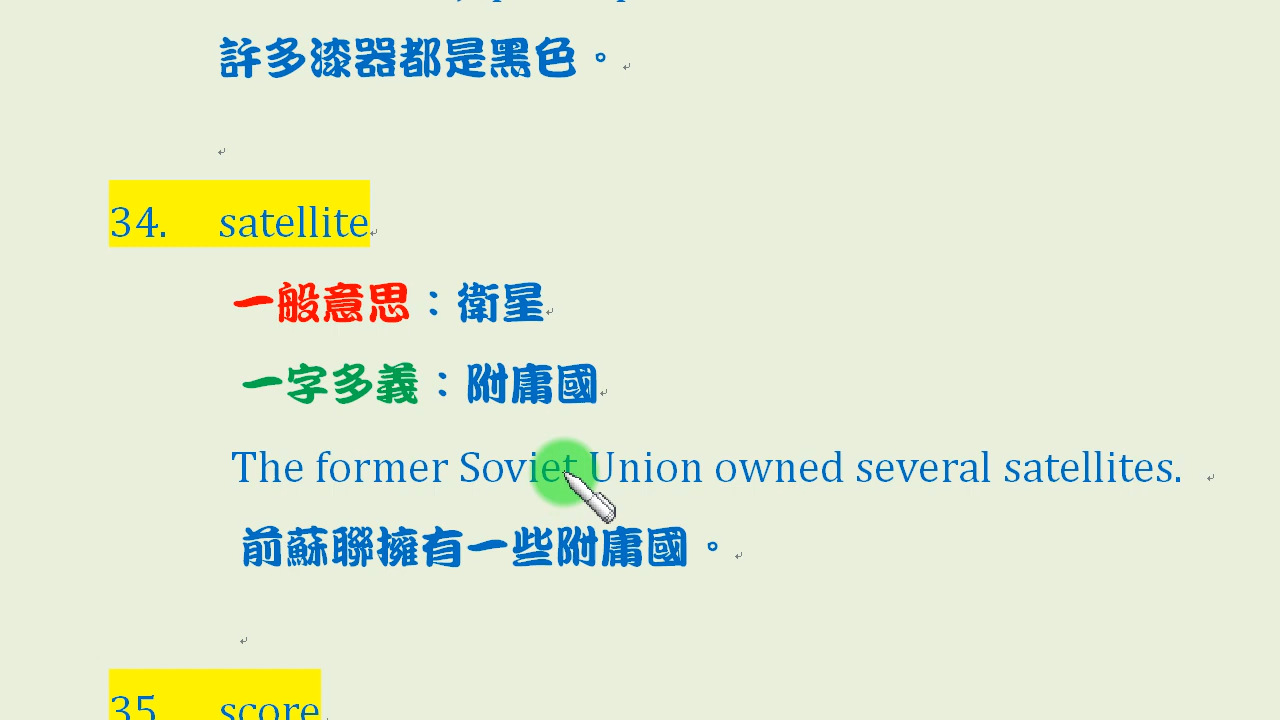 許多漆器都是黑色。
34. satellite
一般意思：衛星
一字多義：附庸國
The former Soviet Union owned several satellites.
前蘇聯擁有一些附庸國。
35. score